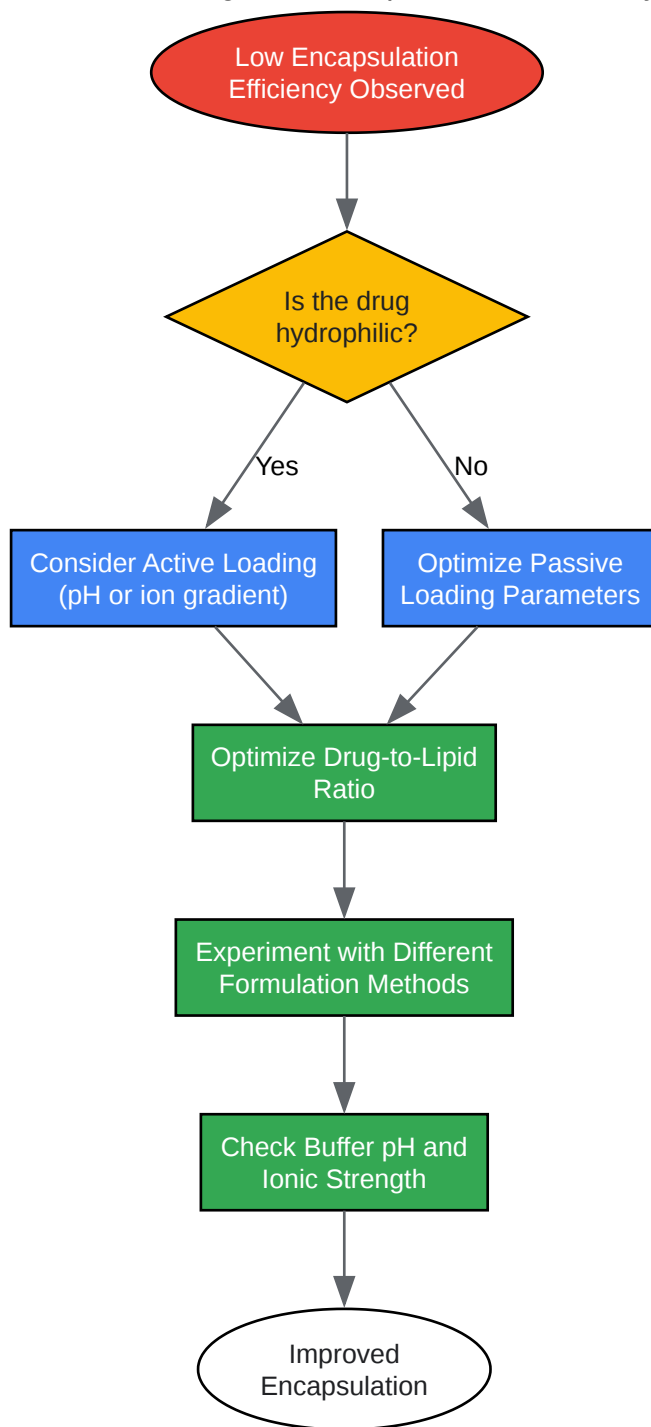 Low Encapsulation
Efficiency Observed
Is the drug
hydrophilic?
Yes
No
Consider Active Loading
(pH or ion gradient)
Optimize Passive
Loading Parameters
Optimize Drug-to-Lipid
Ratio
Experiment with Different
Formulation Methods
Check Buffer pH and
Ionic Strength
Improved
Encapsulation